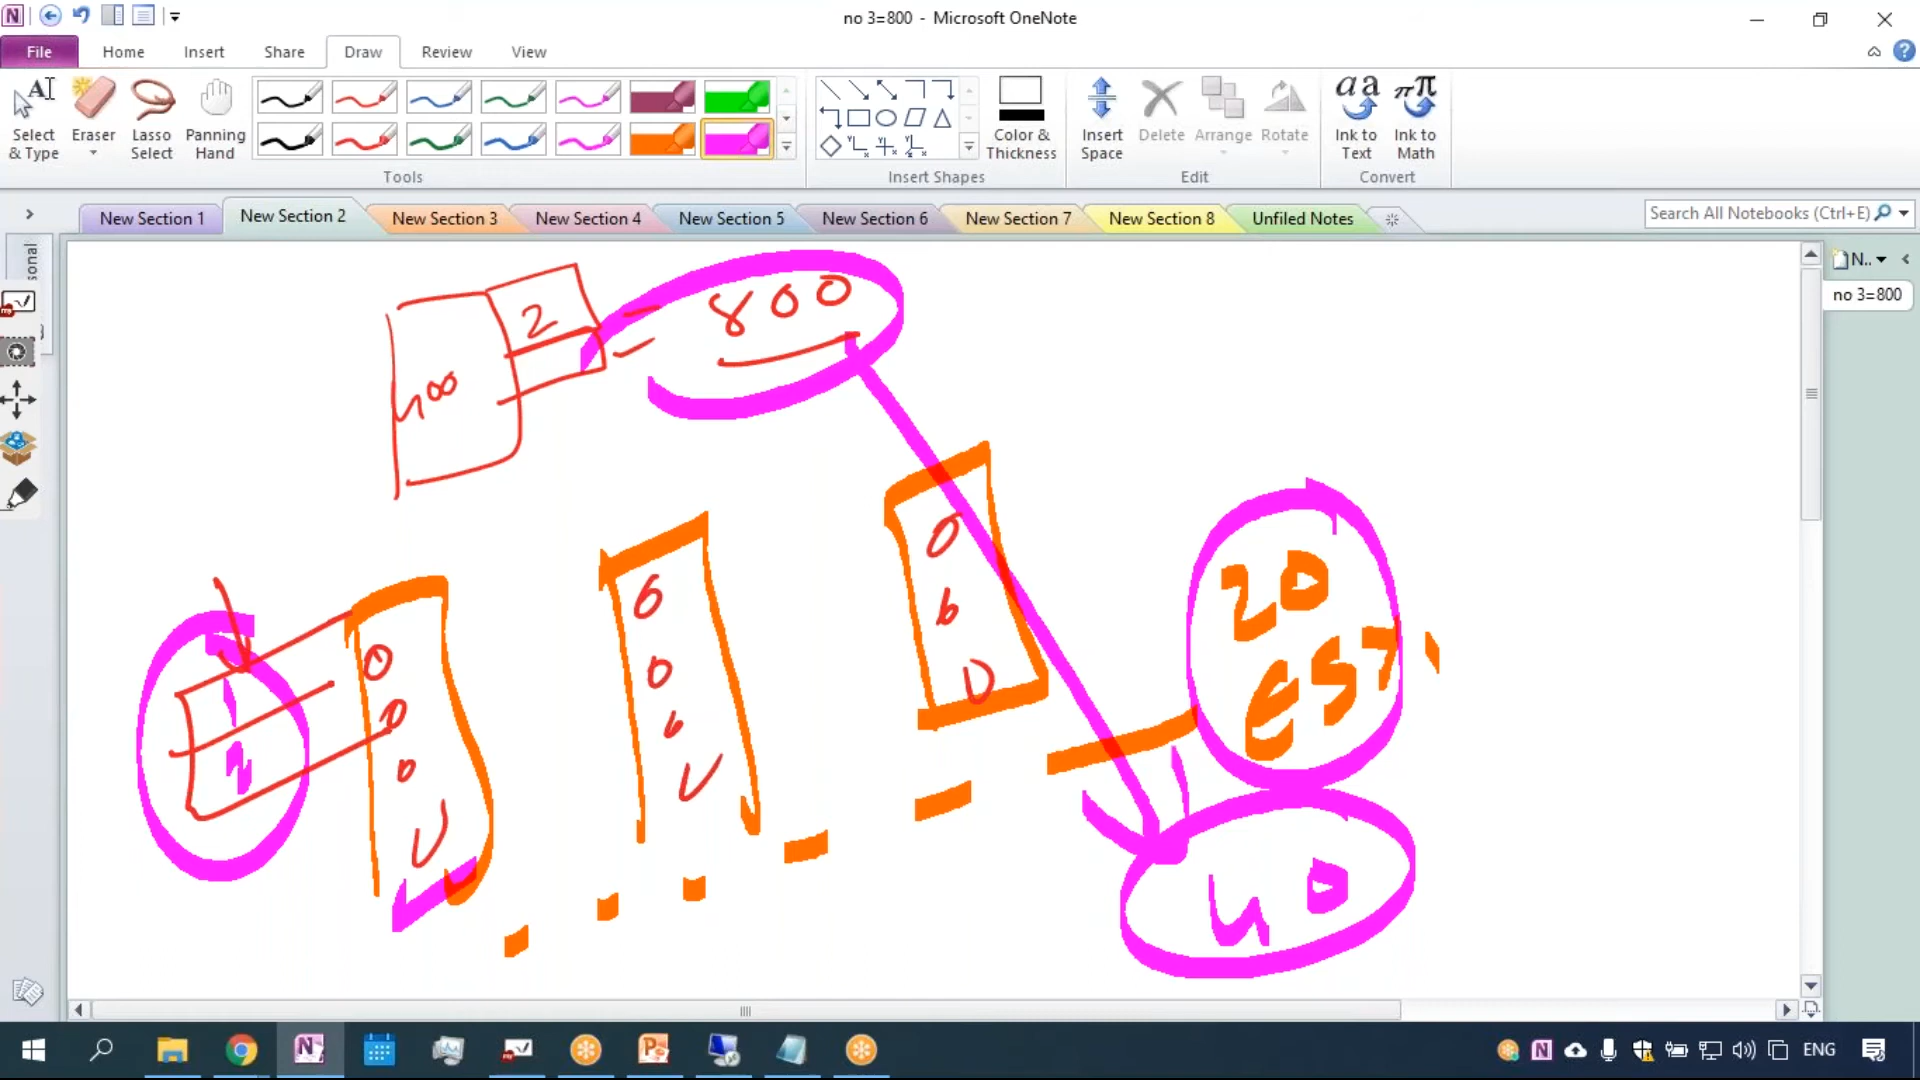 no 3=800 - Microsoft OneNote
File Home Insert Share Draw Review View
Select & Type
Eraser
Lasso Select
Panning Hand
Color & Thickness
Insert Space
Delete
Arrange
Rotate
Ink to Text
Ink to Math
Tools
Insert Shapes
Edit
Convert
New Section 1 New Section 2 New Section 3 New Section 4 New Section 5 New Section 6 New Section 7 New Section 8 Unfiled Notes
Search All Notebooks (Ctrl+E)
sonal
N..
no 3=800
2 = 800
400
20
EST
1
2
40
ENG